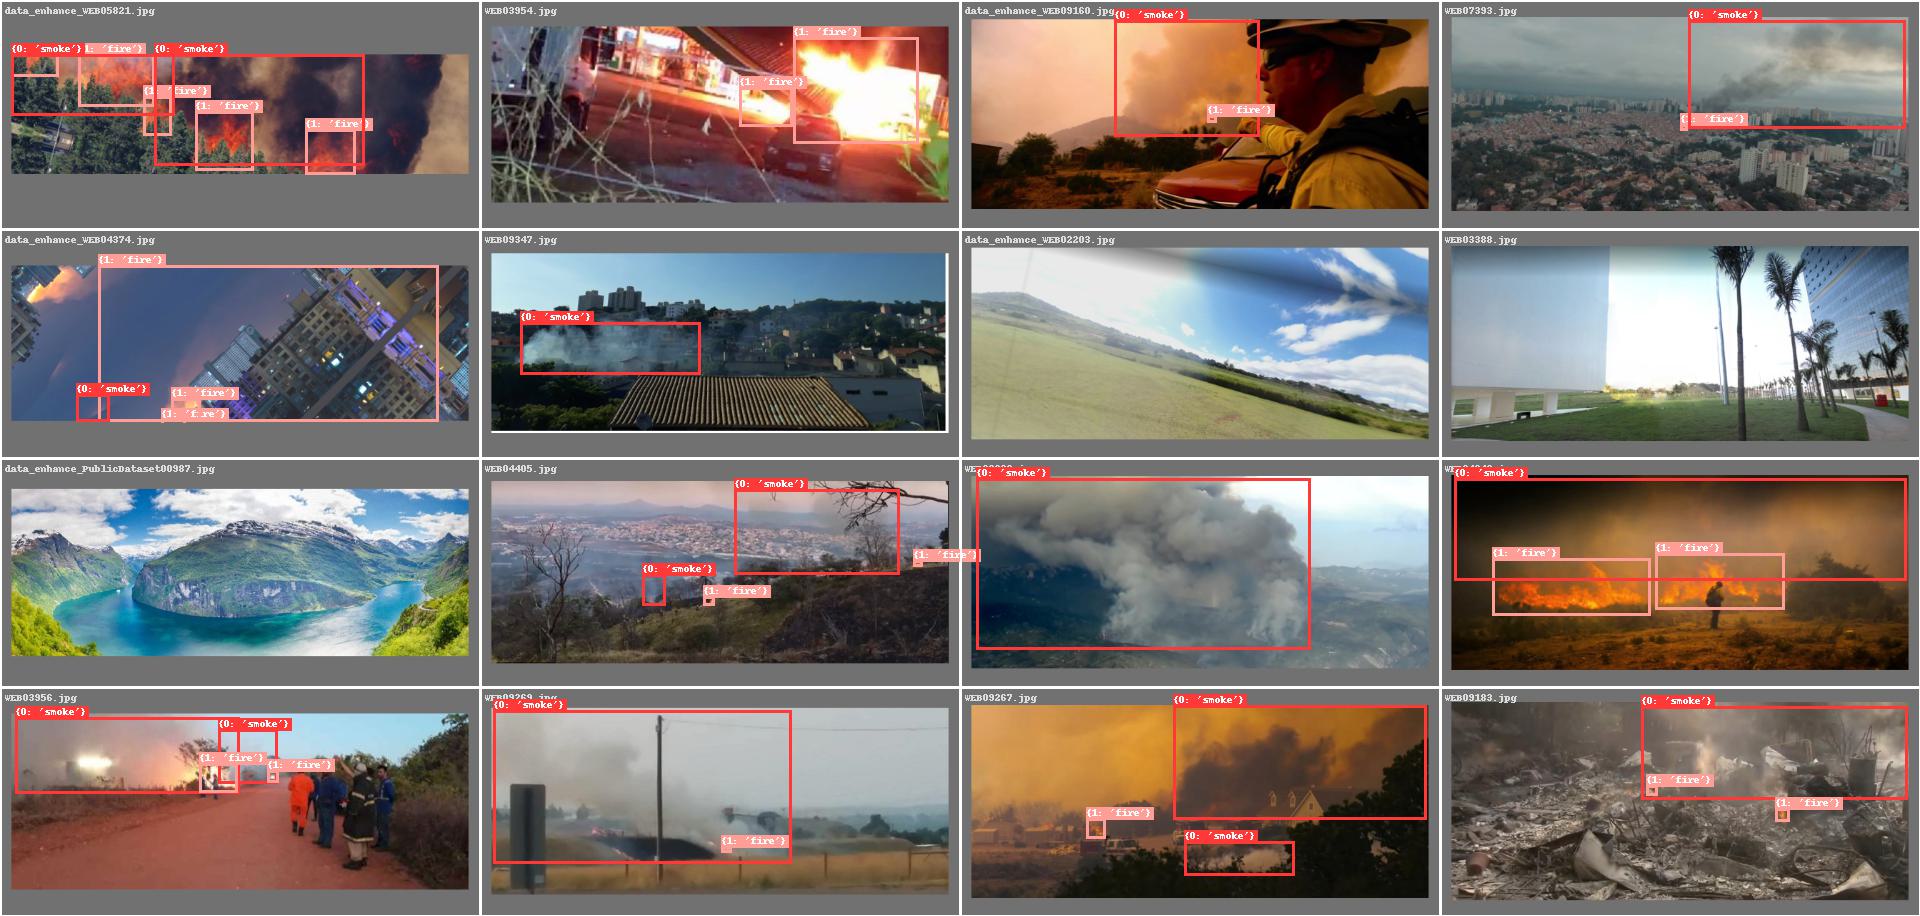 data_enhance_WEB05821.jpg
{0: 'smoke'}
1: 'fire'}
{0: 'smoke'}
{1: 'fire'}
{1: 'fire'}
WEB03954.jpg
{1: 'fire'}
{1: 'fire'}
data_enhance_WEB09160.jpg
{0: 'smoke'}
{1: 'fire'}
WEB07393.jpg
{0: 'smoke'}
{1: 'fire'}
data_enhance_WEB04374.jpg
{1: 'fire'}
{0: 'smoke'}
{1: 'fire'}
{1: 'fire'}
WEB09347.jpg
{0: 'smoke'}
data_enhance_WEB02203.jpg
WEB03388.jpg
data_enhance_PublicDataset00987.jpg
WEB04405.jpg
{0: 'smoke'}
{1: 'fire'}
{0: 'smoke'}
{1: 'fire'}
{0: 'smoke'}
{0: 'smoke'}
{1: 'fire'}
{1: 'fire'}
WEB03956.jpg
{0: 'smoke'}
{0: 'smoke'}
{1: 'fire'}
{1: 'fire'}
WEB09269.jpg
{0: 'smoke'}
{1: 'fire'}
WEB09267.jpg
{0: 'smoke'}
{1: 'fire'}
{0: 'smoke'}
WEB09183.jpg
{0: 'smoke'}
{1: 'fire'}
{1: 'fire'}